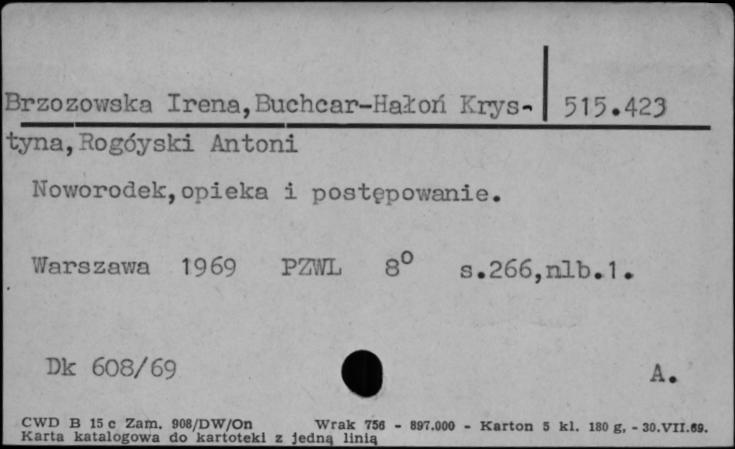 Brzozowska Irena,Buchcar-Hałoń Krys- 515.423
tyna,Rogóyski Antoni
Noworodek,opieka i postępowanie.
Warszawa 1969 PZWL 8° s.266,nlb.1.
Dk 608/69 A.
CWD B 15 c Zam. 908/DW/On Wrak 756 - 897.000 - Karton 5 kl. 180 g. - 30.VII.69.
Karta katalogowa do kartoteki z jedną linią